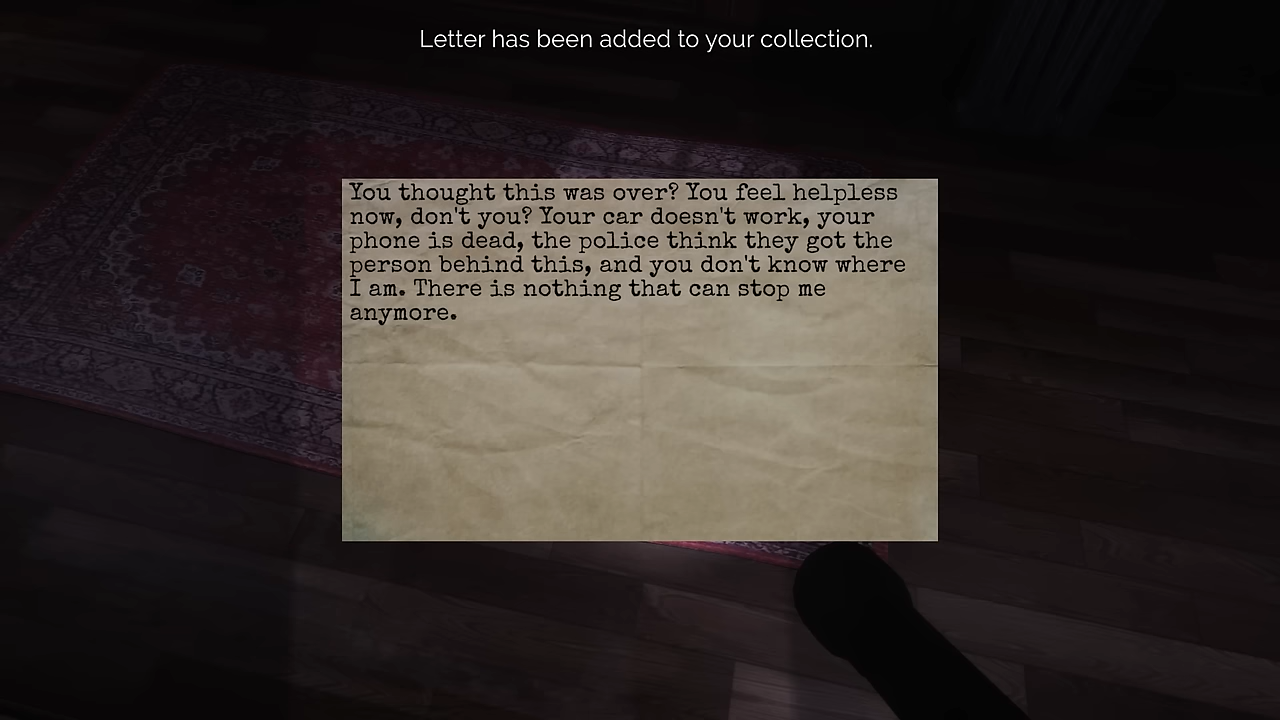 Letter has been added to your collection.
You thought this was over? You feel helpless
now, don't you? Your car doesn't work, your
phone is dead, the police think they got the
person behind this, and you don't know where
I am. There is nothing that can stop me
anymore.